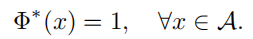 Φ*(x) = 1, ∀x ∈ 𝒜.